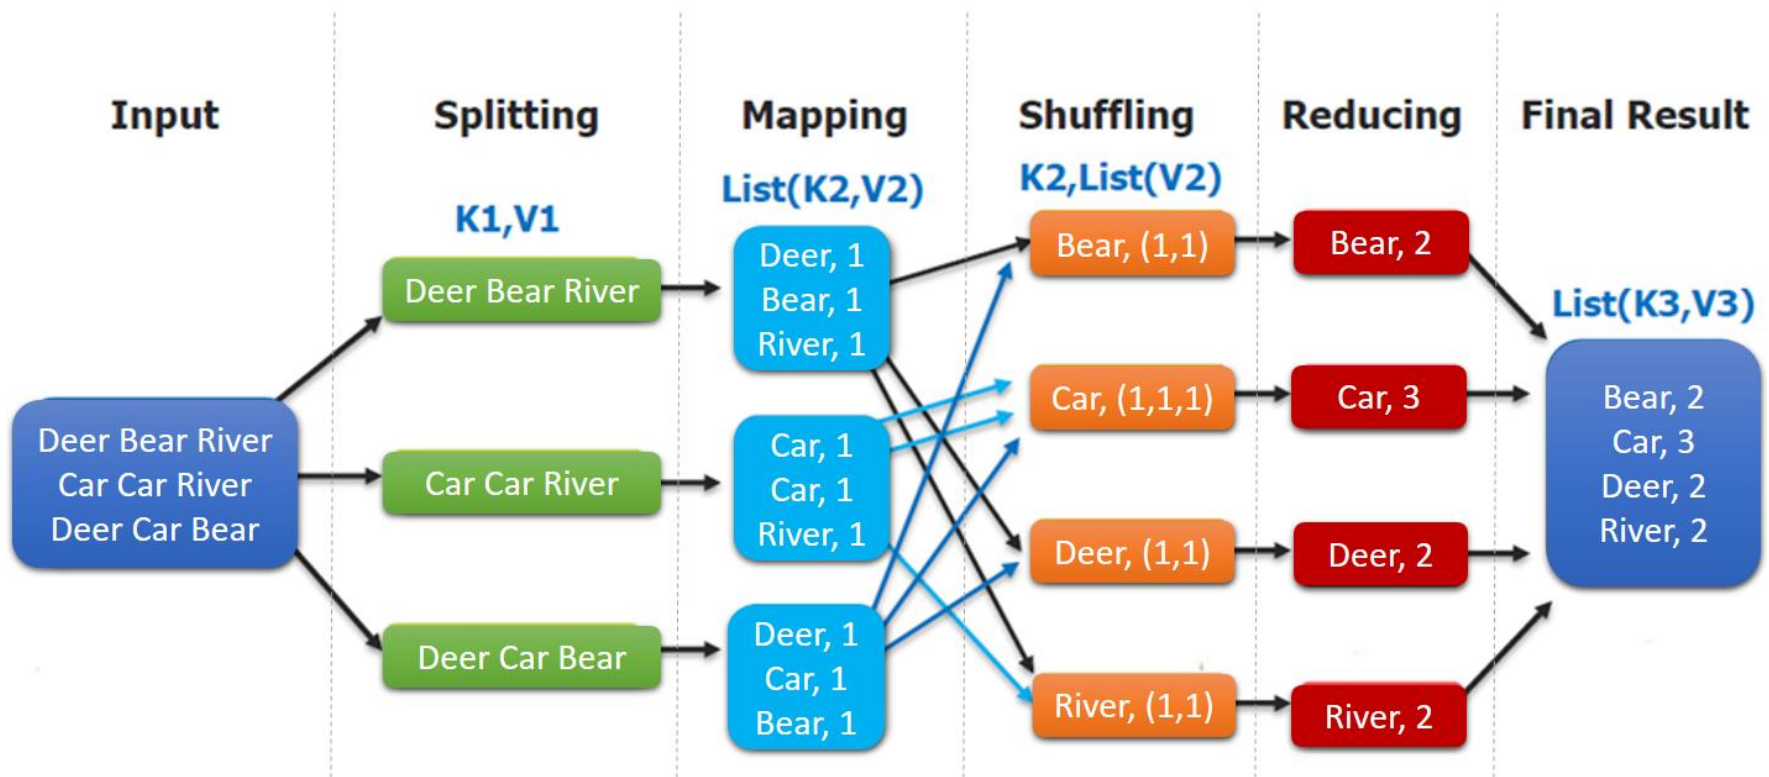 Input
Splitting
Mapping
Shuffling
Reducing
Final Result
K1,V1
List(K2,V2)
K2,List(V2)
List(K3,V3)
Deer Bear River
Car Car River
Deer Car Bear
Deer Bear River
Car Car River
Deer Car Bear
Deer, 1
Bear, 1
River, 1
Car, 1
Car, 1
River, 1
Deer, 1
Car, 1
Bear, 1
Bear, (1,1)
Car, (1,1,1)
Deer, (1,1)
River, (1,1)
Bear, 2
Car, 3
Deer, 2
River, 2
Bear, 2
Car, 3
Deer, 2
River, 2